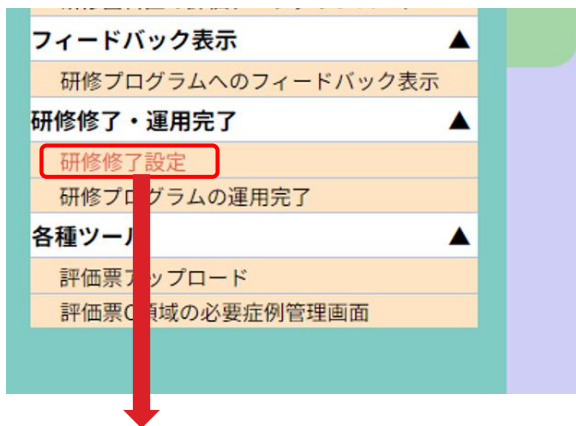 フィードバック表示 ▲
研修プログラムへのフィードバック表示
研修修了・運用完了 ▲
研修修了設定
研修プログラムの運用完了
各種ツール ▲
評価票アップロード
評価票C領域の必要症例管理画面